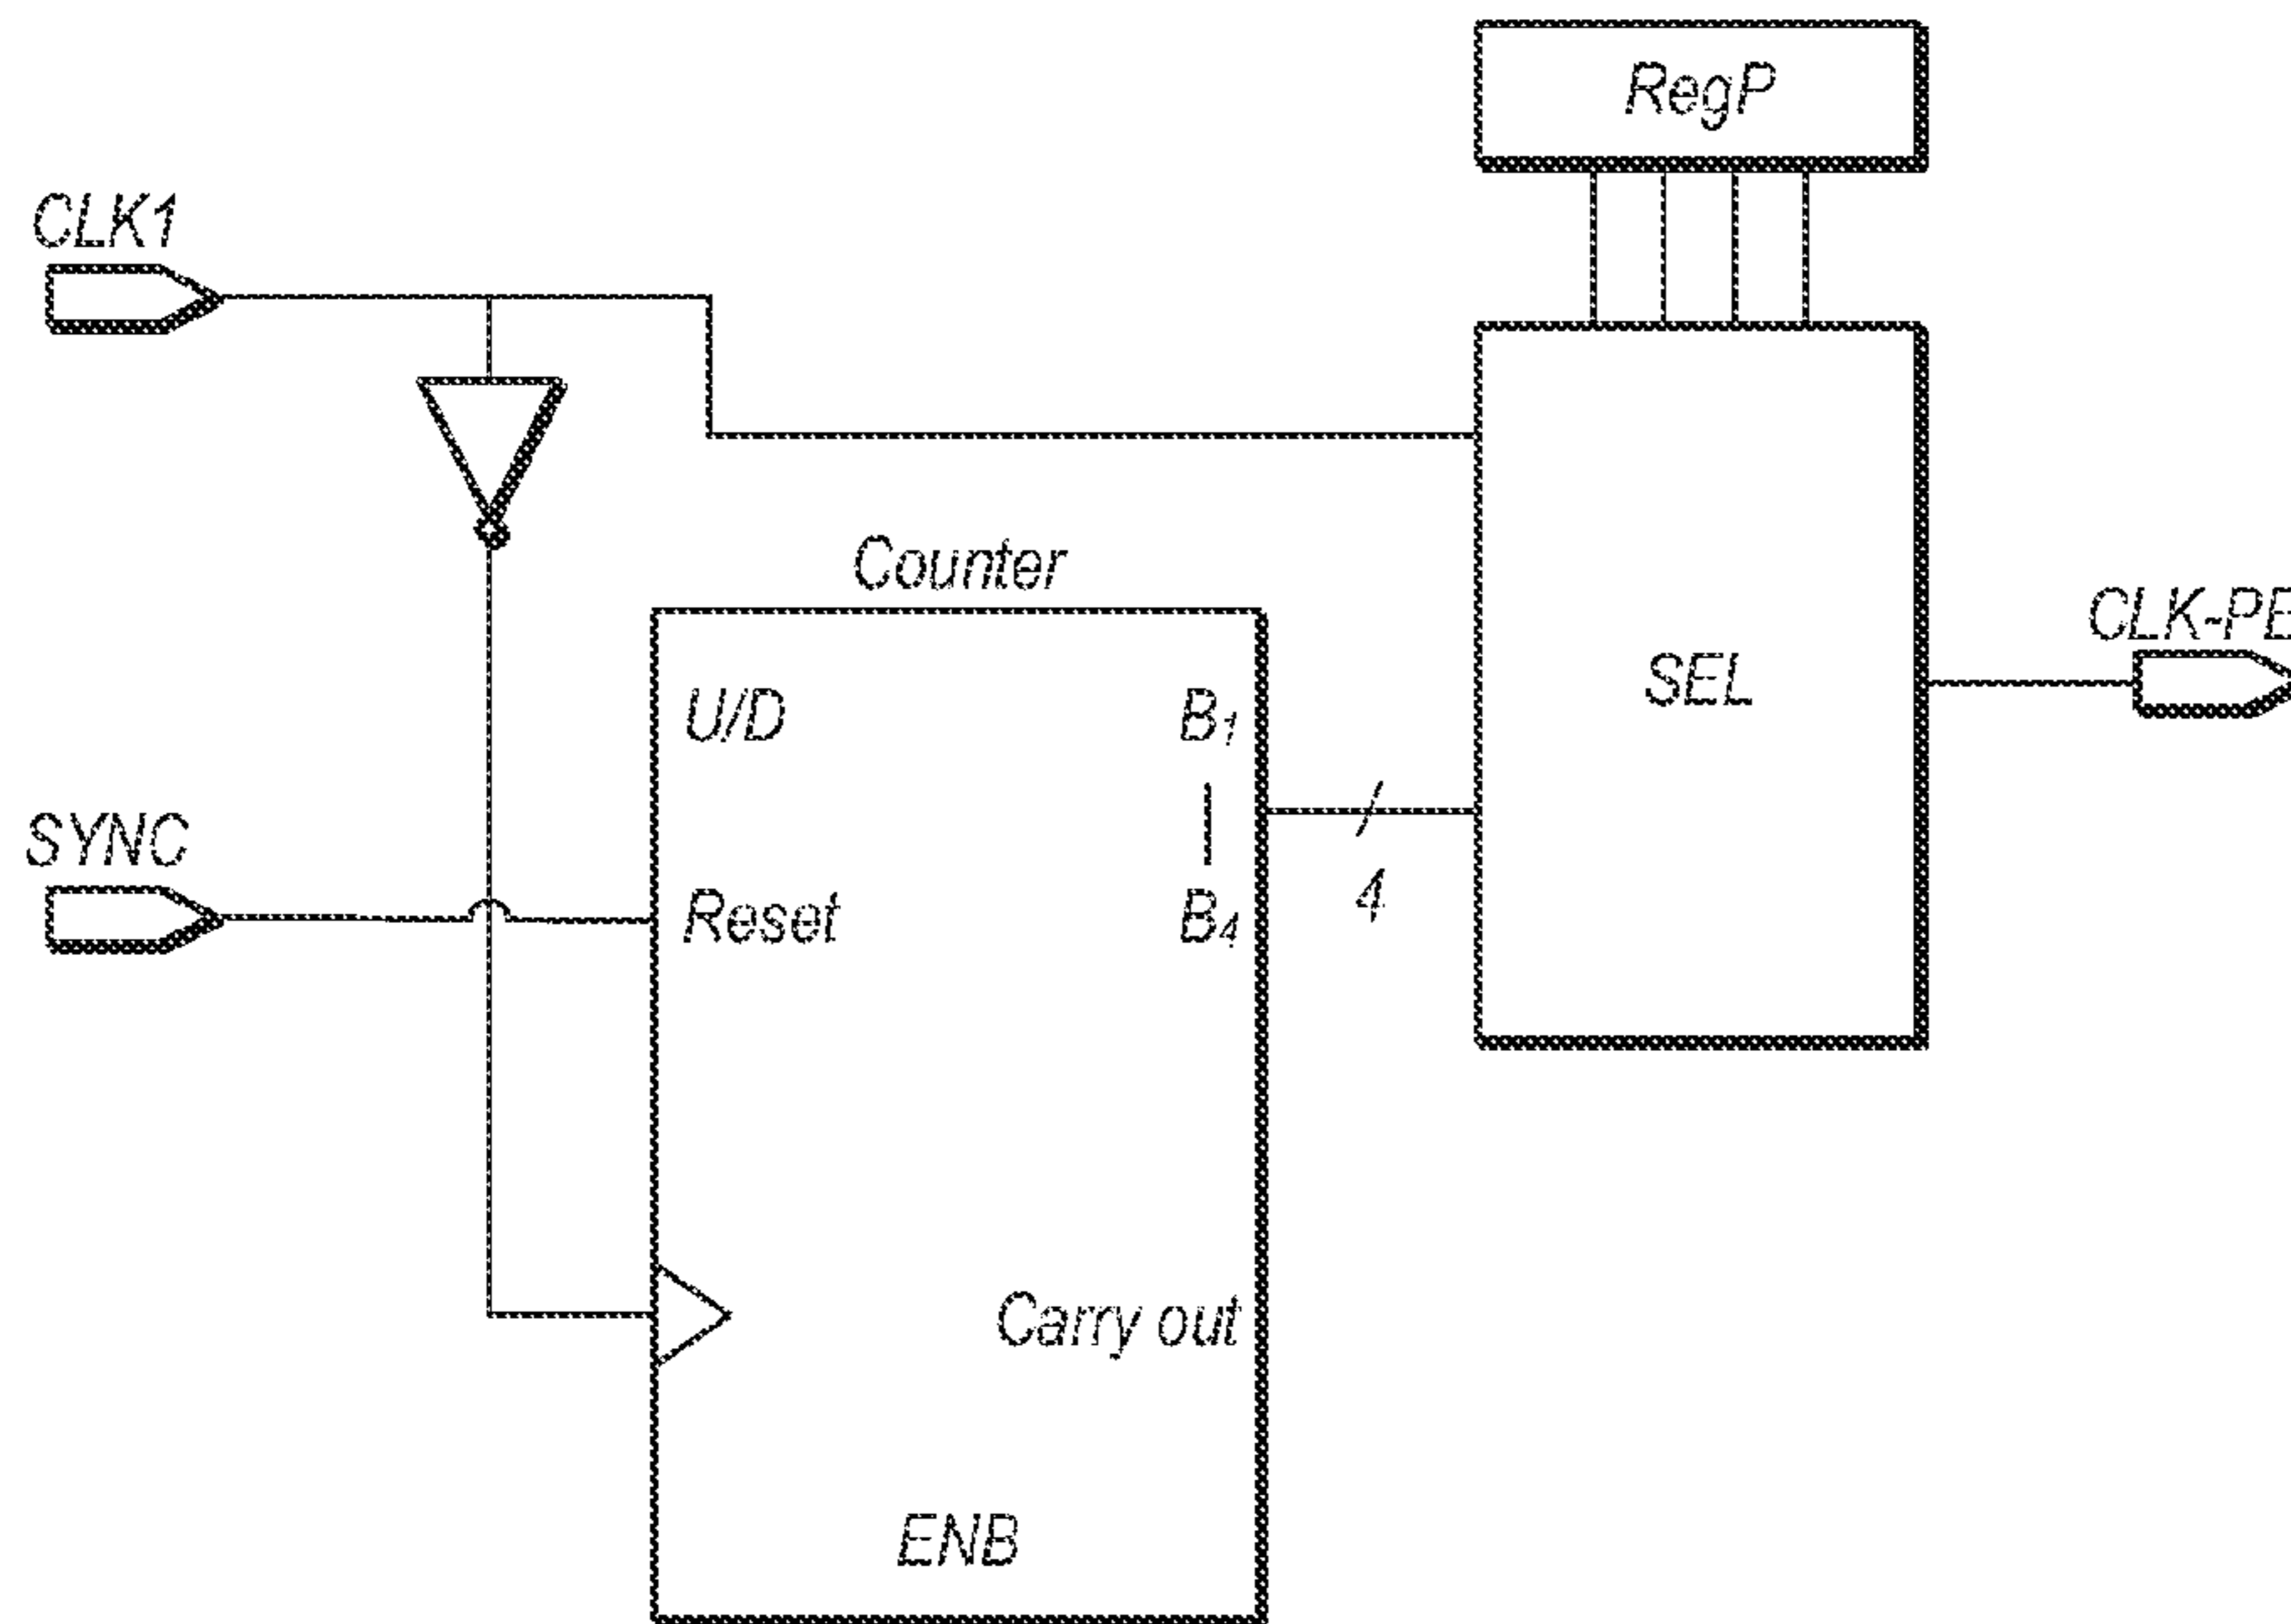 RegP
CLK1
Counter
CLK-PE
SEL
U/D
B₁
SYNC
4
Reset
B₄
Carry out
ENB